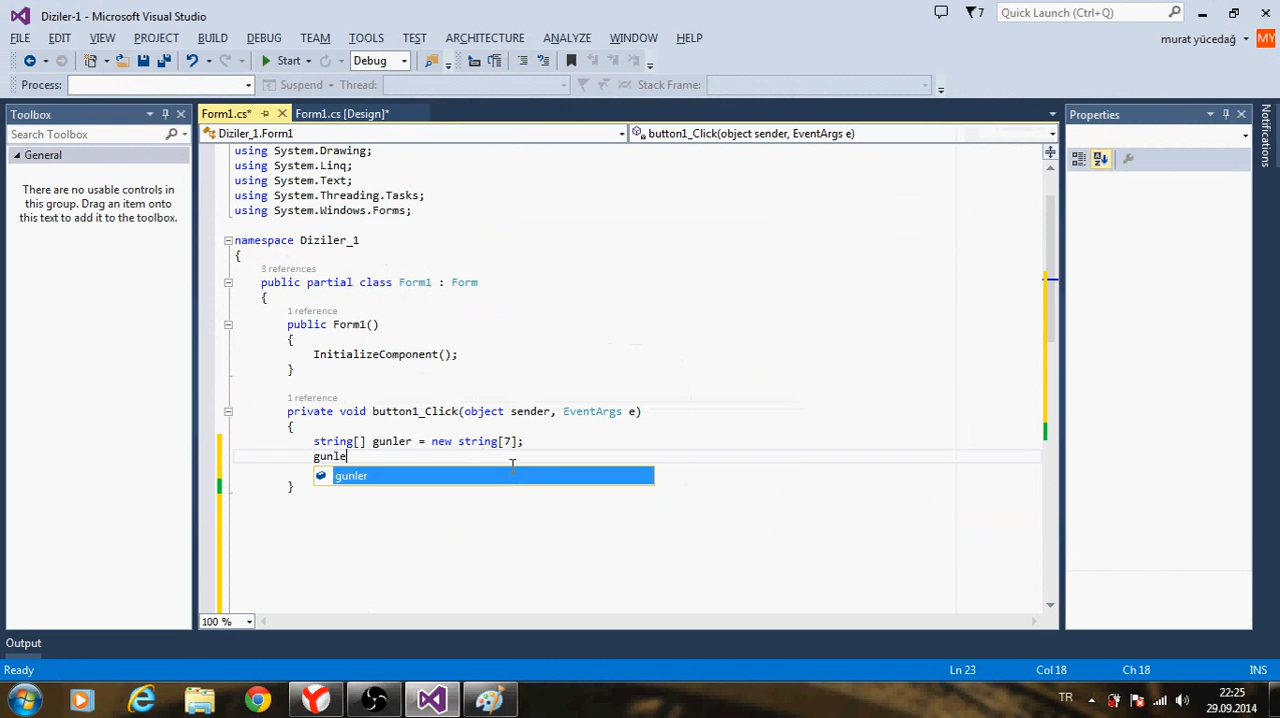 Diziler-1 - Microsoft Visual Studio
7
Quick Launch (Ctrl+Q)
FILE EDIT VIEW PROJECT BUILD DEBUG TEAM TOOLS TEST ARCHITECTURE ANALYZE WINDOW HELP
murat yücedağ
MY
Start
Debug
Process:
Suspend
Thread:
Stack Frame:
Toolbox
Form1.cs*
Form1.cs [Design]*
Properties
Notifications
Search Toolbox
Diziler_1.Form1
button1_Click(object sender, EventArgs e)
General
There are no usable controls in
this group. Drag an item onto
this text to add it to the toolbox.
using System.Drawing;
using System.Linq;
using System.Text;
using System.Threading.Tasks;
using System.Windows.Forms;
namespace Diziler_1
{
3 references
public partial class Form1 : Form
{
1 reference
public Form1()
{
InitializeComponent();
}
1 reference
private void button1_Click(object sender, EventArgs e)
{
string[] gunler = new string[7];
gunle
gunler
}
100 %
Output
Ready
Ln 23
Col 18
Ch 18
INS
TR
22:25
29.09.2014